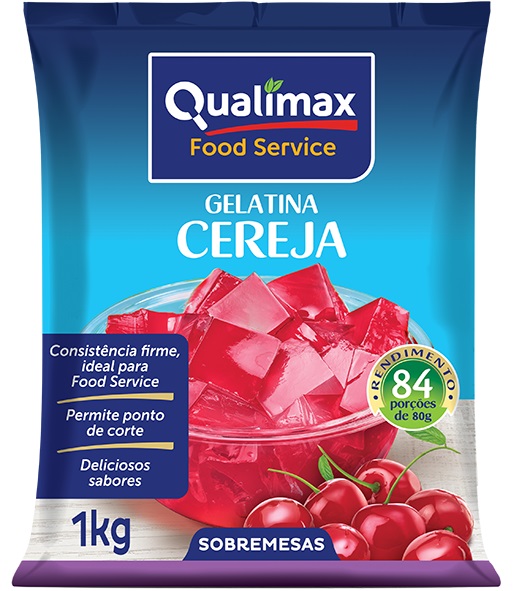 Qualimax
Food Service
GELATINA
CEREJA
Consistência firme,
ideal para
Food Service
Permite ponto
de corte
Deliciosos
sabores
RENDIMENTO
84
porções
de 80g
1kg
SOBREMESAS